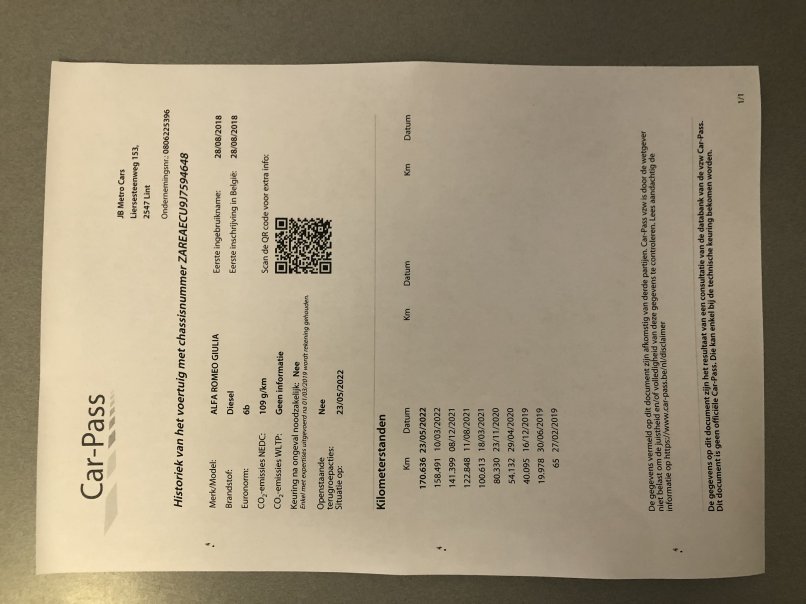 Car-Pass
JB Metro Cars
Liersesteenweg 153,
2547 Lint
Ondernemingsnr.: 0806225396
Historiek van het voertuig met chassisnummer ZAREAECU9J7594648
Merk/Model: ALFA ROMEO GIULIA
Eerste ingebruikname: 28/08/2018
Brandstof: Diesel
Eerste inschrijving in België: 28/08/2018
Euronorm: 6b
CO2-emissies NEDC: 109 g/km
Scan de QR code voor extra info:
CO2-emissies WLTP: Geen informatie
Keuring na ongeval noodzakelijk: Nee
Enkel met expertises uitgevoerd na 01/03/2019 wordt rekening gehouden.
Openstaande
terugroepacties: Nee
Situatie op: 23/05/2022
Kilometerstanden
Km Datum Km Datum Km Datum
170.636 23/05/2022
158.491 10/03/2022
141.399 08/12/2021
122.848 11/08/2021
100.613 18/03/2021
80.330 23/11/2020
54.132 29/04/2020
40.095 16/12/2019
19.978 30/06/2019
65 27/02/2019
De gegevens vermeld op dit document zijn afkomstig van derde partijen. Car-Pass vzw is door de wetgever
niet belast om de juistheid en/of volledigheid van deze gegevens te controleren. Lees aandachtig de
informatie op https://www.car-pass.be/nl/disclaimer
De gegevens op dit document zijn het resultaat van een consultatie van de databank van de vzw Car-Pass.
Dit document is geen officiële Car-Pass. Die kan enkel bij de technische keuring bekomen worden.
1/1